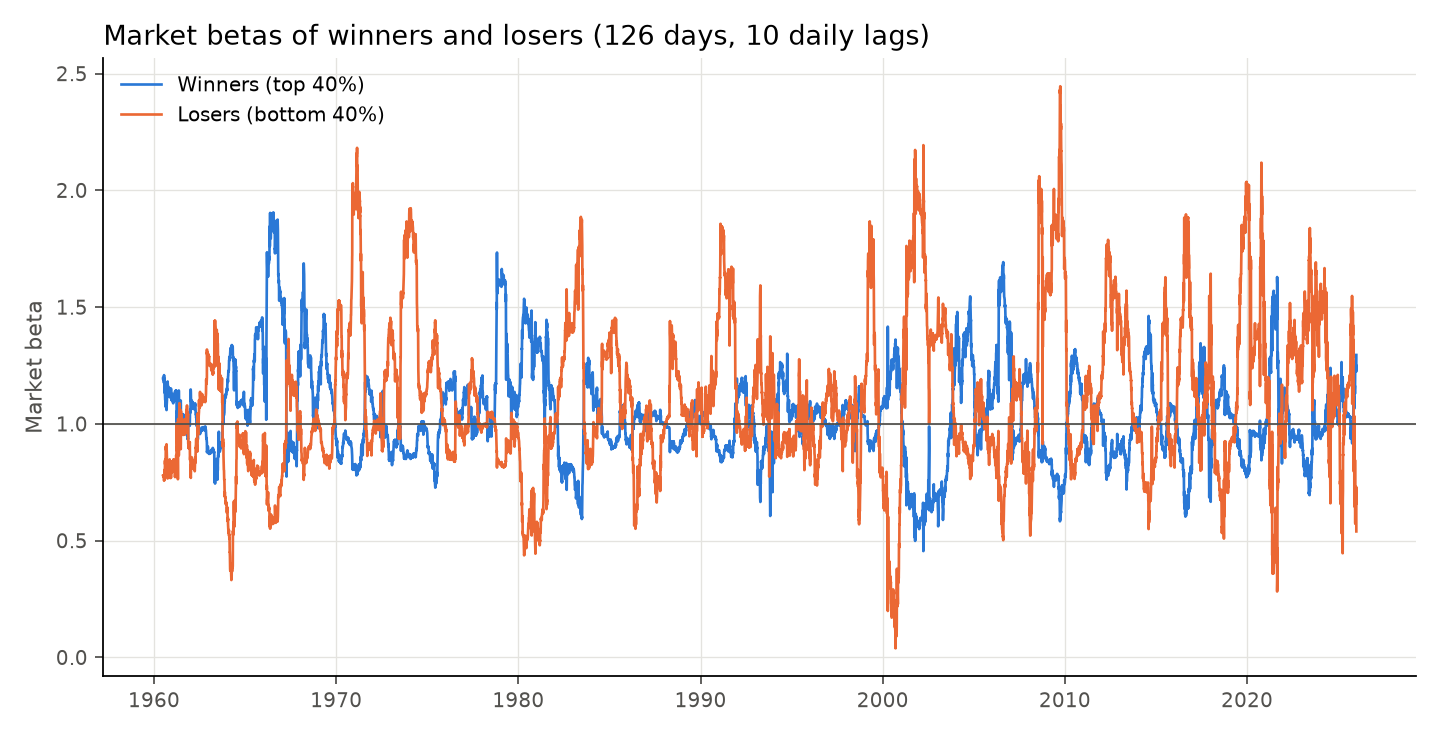 Market betas of winners and losers (126 days, 10 daily lags)
Winners (top 40%)
Losers (bottom 40%)
Market beta
2.5
2.0
1.5
1.0
0.5
0.0
1960 1970 1980 1990 2000 2010 2020